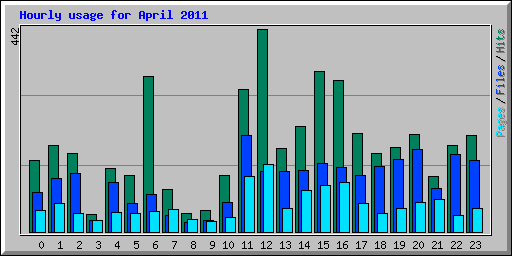 Hourly usage for April 2011
442
Pages/Files/Hits
0 1 2 3 4 5 6 7 8 9 10 11 12 13 14 15 16 17 18 19 20 21 22 23